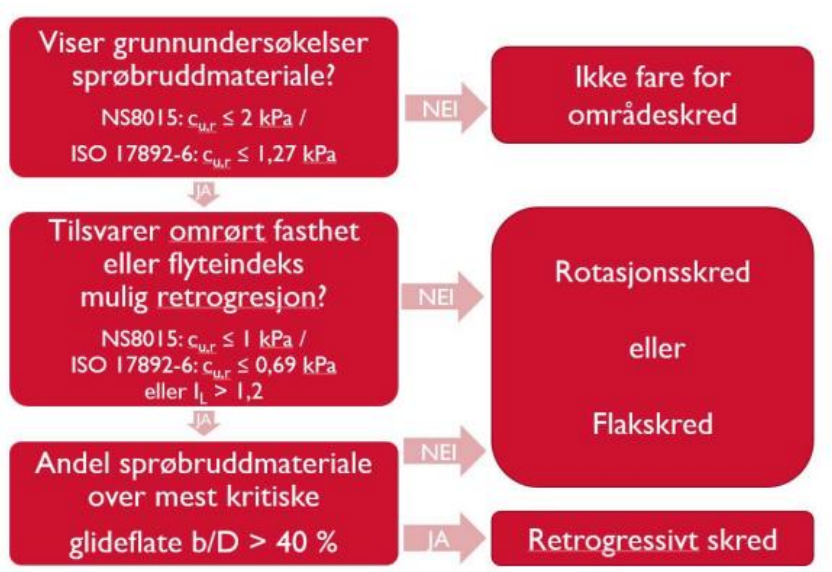 Viser grunnundersøkelser
sprøbruddmateriale?
NS8015: cu,r ≤ 2 kPa /
ISO 17892-6: cu,r ≤ 1,27 kPa
NEI
Ikke fare for
områdeskred
JA
Tilsvarer omrørt fasthet
eller flyteindeks
mulig retrogresjon?
NS8015: cu,r ≤ 1 kPa /
ISO 17892-6: cu,r ≤ 0,69 kPa
eller IL > 1,2
NEI
Rotasjonsskred
eller
Flakskred
JA
Andel sprøbruddmateriale
over mest kritiske
glideflate b/D > 40 %
NEI
JA
Retrogressivt skred